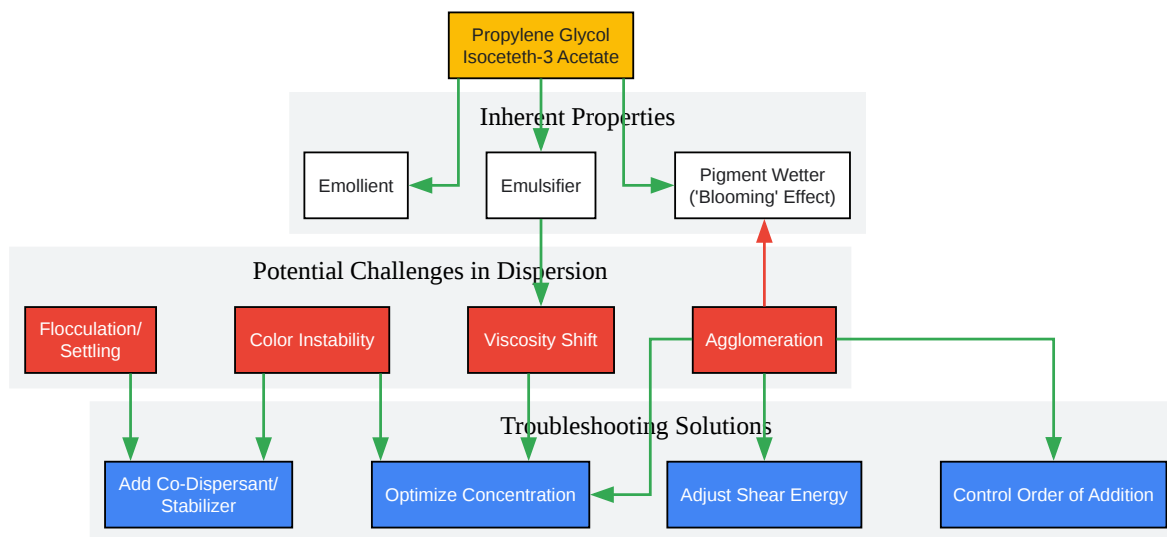 Propylene Glycol
Isoceteth-3 Acetate
Inherent Properties
Emollient
Emulsifier
Pigment Wetter
('Blooming' Effect)
Potential Challenges in Dispersion
Flocculation/
Settling
Color Instability
Viscosity Shift
Agglomeration
Troubleshooting Solutions
Add Co-Dispersant/
Stabilizer
Optimize Concentration
Adjust Shear Energy
Control Order of Addition